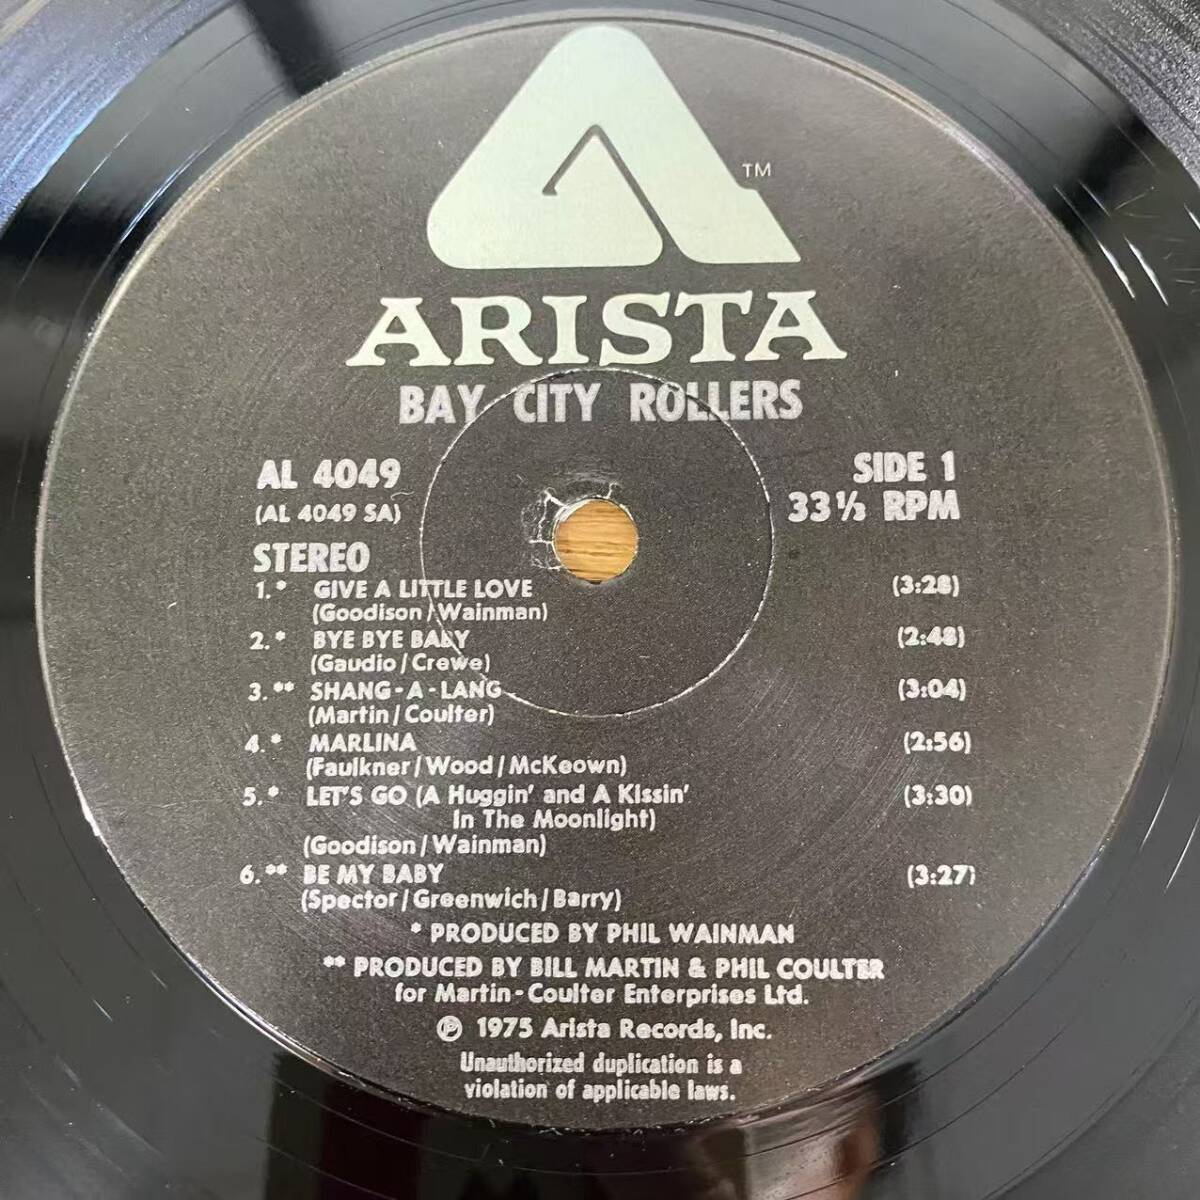 TM
ARISTA
BAY CITY ROLLERS
AL 4049
(AL 4049 SA)
STEREO
SIDE 1
33 1/3 RPM
1.* GIVE A LITTLE LOVE (3:28)
(Goodison/Wainman)
2.* BYE BYE BABY (2:48)
(Gaudio/Crewe)
3.** SHANG-A-LANG (3:04)
(Martin/Coulter)
4.* MARLINA (2:56)
(Faulkner/Wood/McKeown)
5.* LET'S GO (A Huggin' and A Kissin' (3:30)
In The Moonlight)
(Goodison/Wainman)
6.** BE MY BABY (3:27)
(Spector/Greenwich/Barry)
* PRODUCED BY PHIL WAINMAN
** PRODUCED BY BILL MARTIN & PHIL COULTER
for Martin-Coulter Enterprises Ltd.
℗ 1975 Arista Records, Inc.
Unauthorized duplication is a
violation of applicable laws.